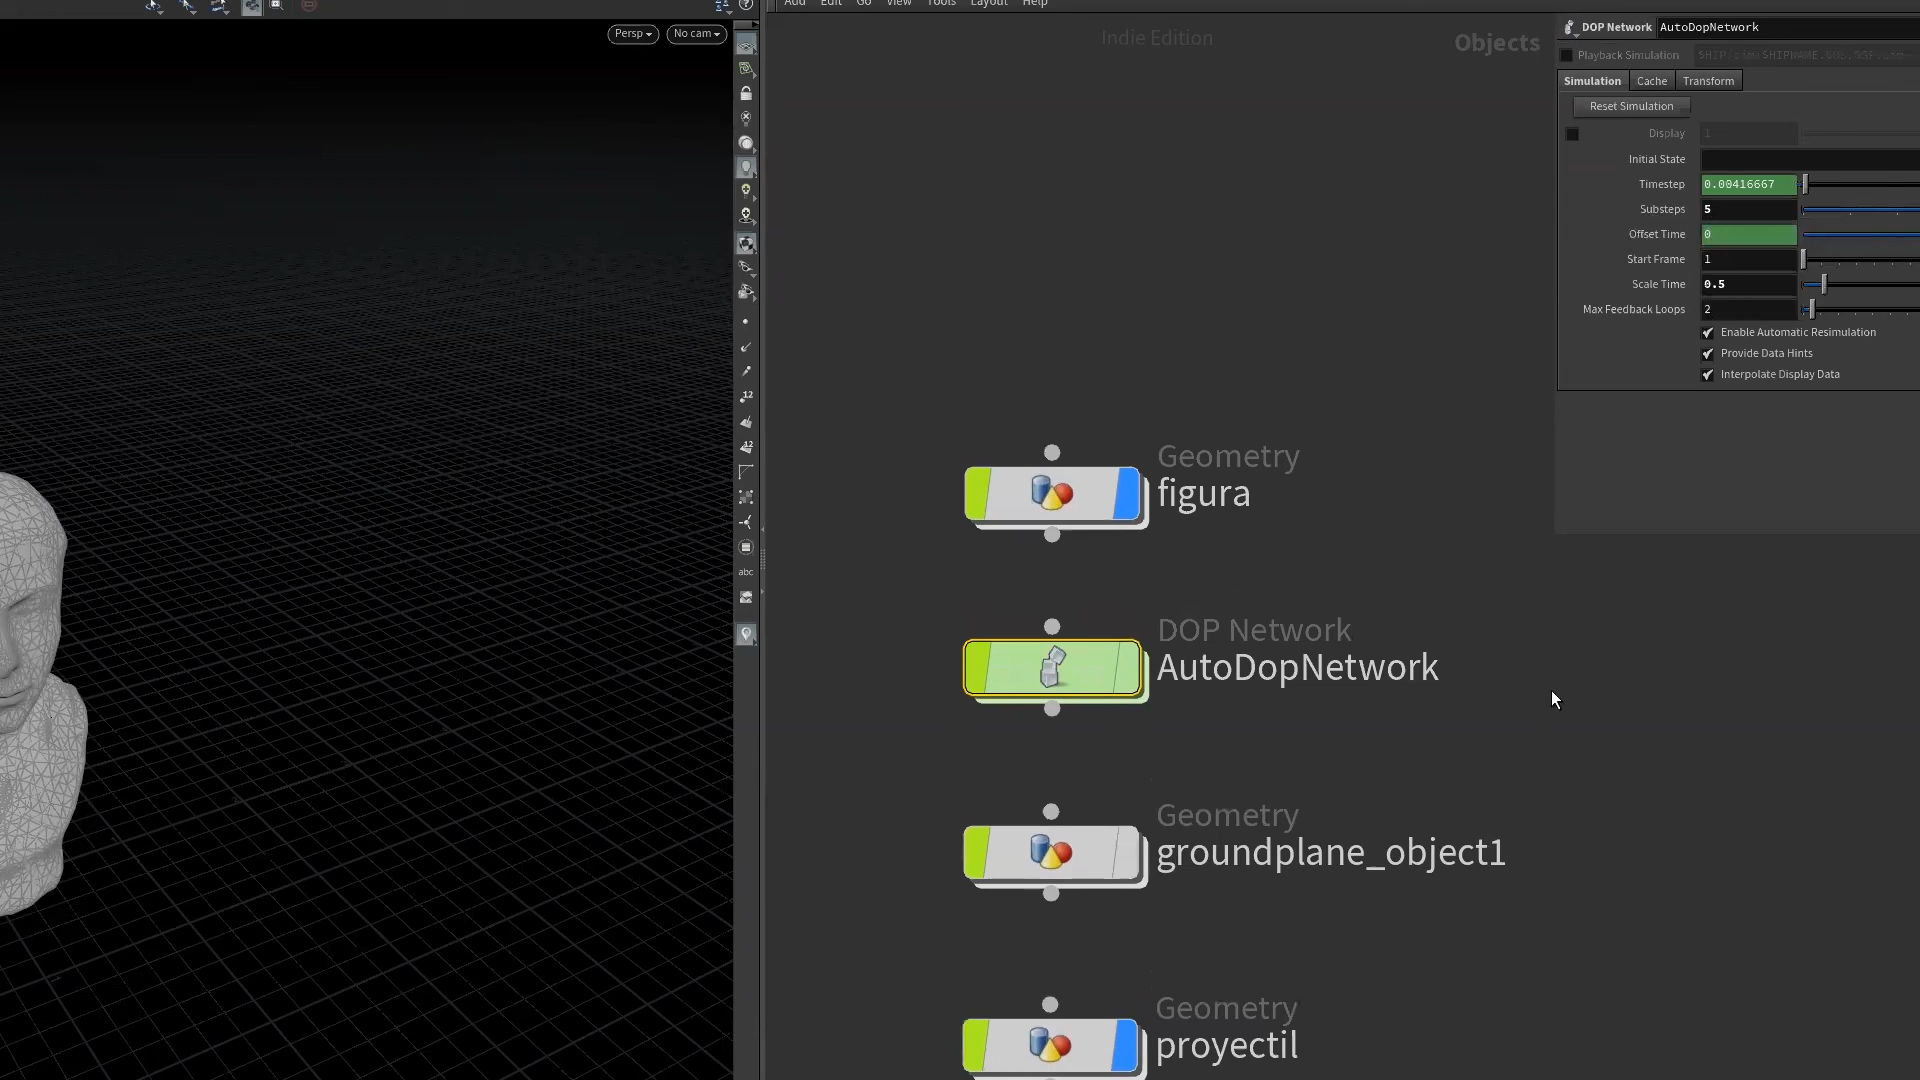 Add Edit Go View Tools Layout Help
Persp
No cam
12
12
abc
Indie Edition
Objects
Geometry
figura
DOP Network
AutoDopNetwork
Geometry
groundplane_object1
Geometry
proyectil
DOP Network AutoDopNetwork
Playback Simulation
Simulation Cache Transform
Reset Simulation
Display 1
Initial State
Timestep 0.00416667
Substeps 5
Offset Time 0
Start Frame 1
Scale Time 0.5
Max Feedback Loops 2
Enable Automatic Resimulation
Provide Data Hints
Interpolate Display Data